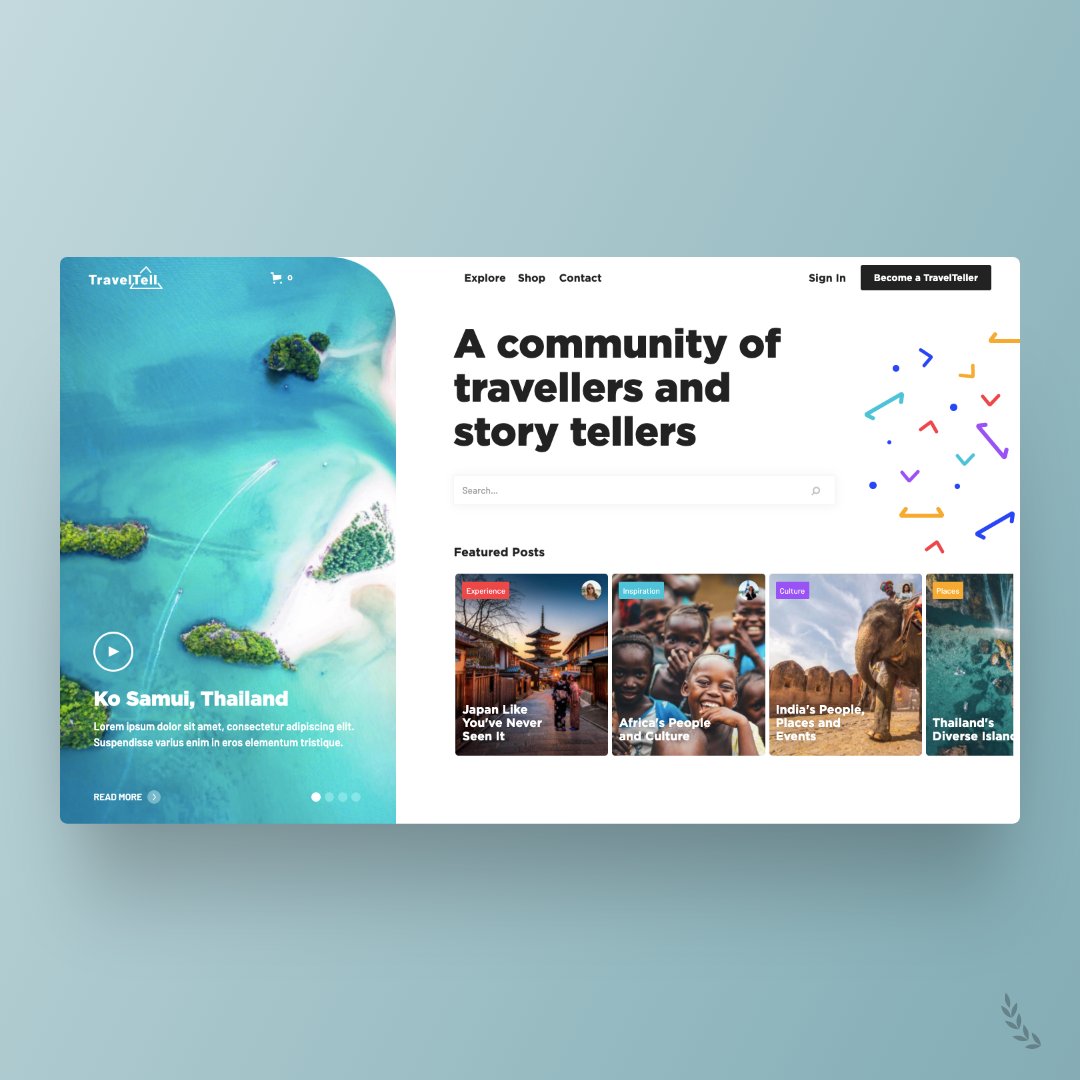 TravelTell
0
Explore Shop Contact
Sign In
Become a TravelTeller
A community of
travellers and
story tellers
Search...
Ko Samui, Thailand
Lorem ipsum dolor sit amet, consectetur adipiscing elit.
Suspendisse varius enim in eros elementum tristique.
READ MORE
Featured Posts
Experience
Japan Like
You've Never
Seen It
Inspiration
Africa's People
and Culture
Culture
India's People,
Places and
Events
Places
Thailand's
Diverse Islanc